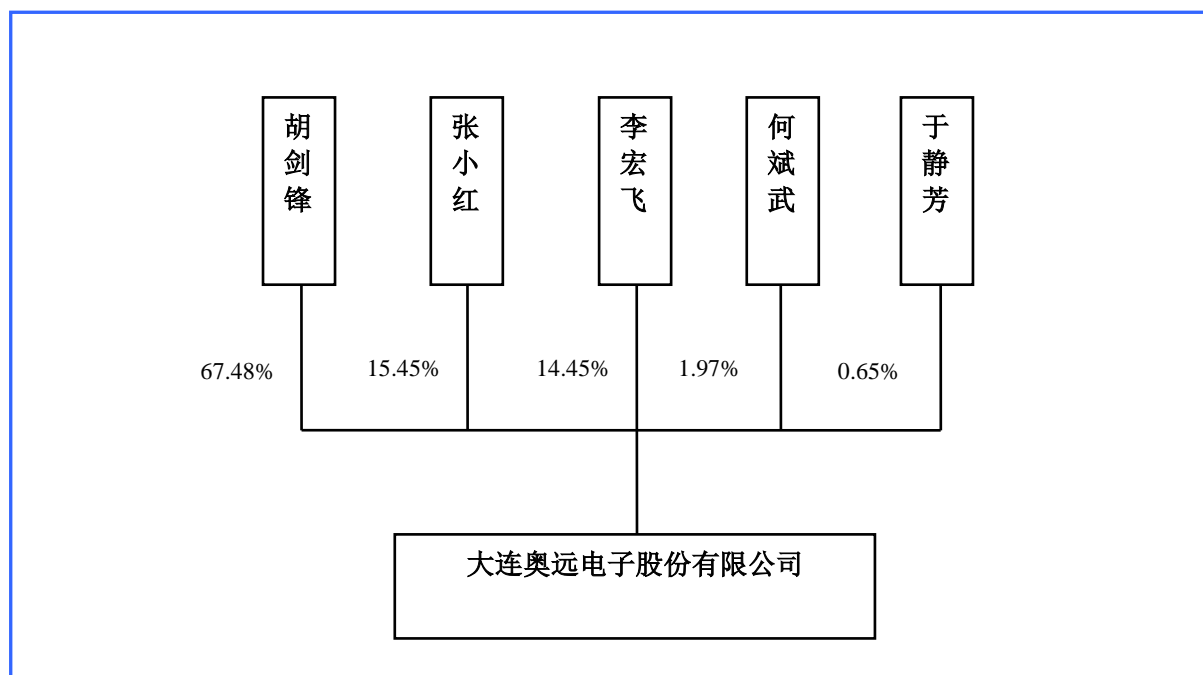 胡剑锋
张小红
李宏飞
何斌武
于静芳
67.48%
15.45%
14.45%
1.97%
0.65%
大连奥远电子股份有限公司